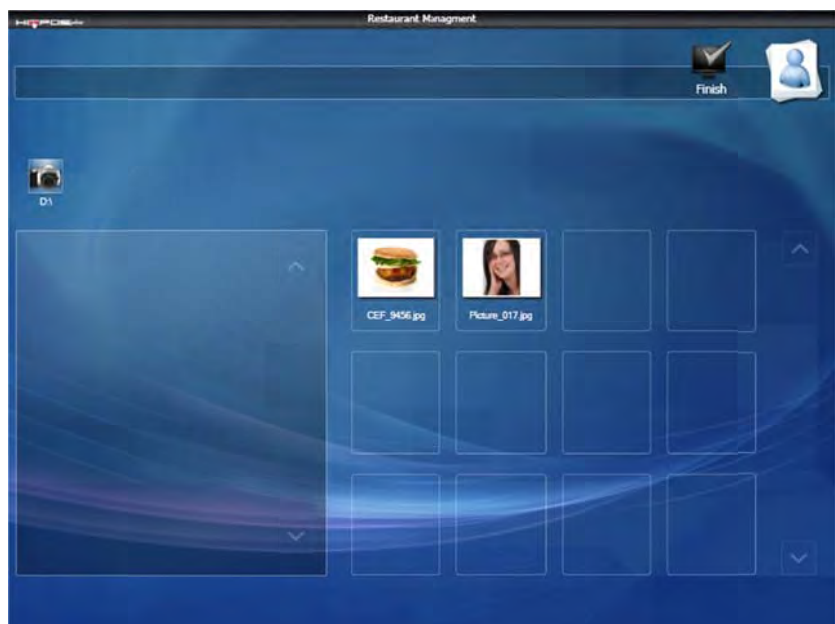 Restaurant Managment
Finish
D:\
CEF_9456.jpg
Picture_017.jpg